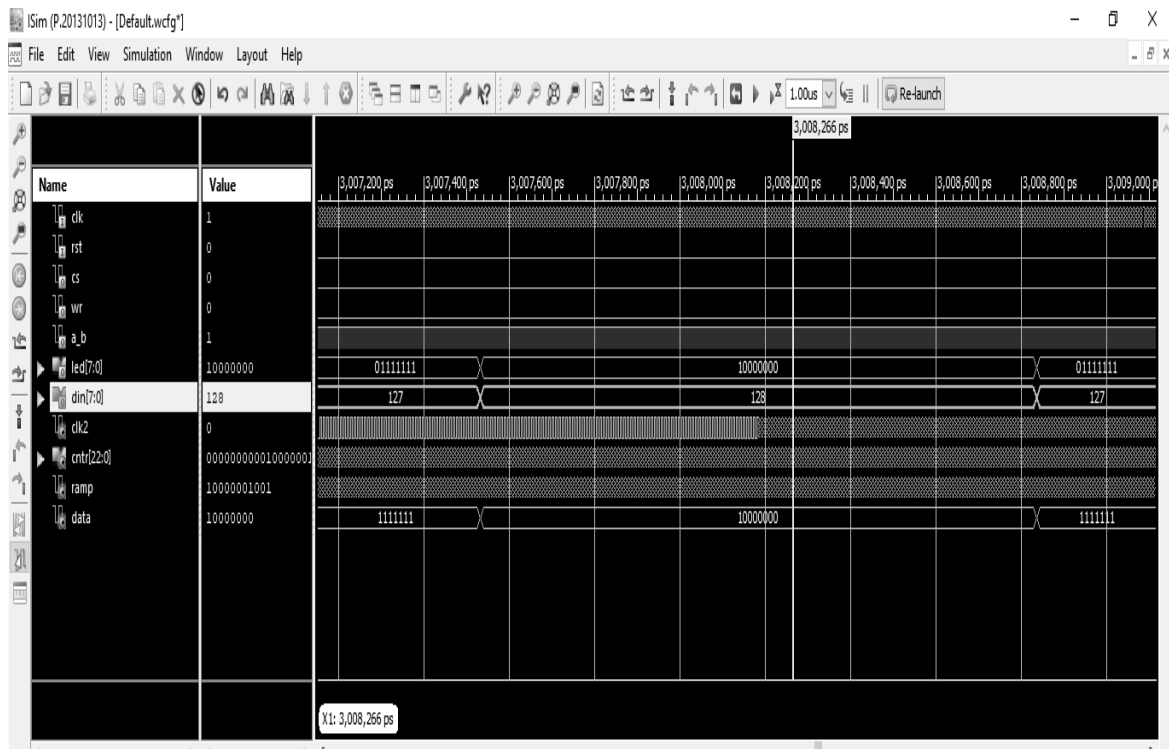 ISim (P.20131013) - [Default.wcfg*]
File Edit View Simulation Window Layout Help
1.00us Re-launch
3,008,266 ps
Name Value 3,007,200 ps 3,007,400 ps 3,007,600 ps 3,007,800 ps 3,008,000 ps 3,008,200 ps 3,008,400 ps 3,008,600 ps 3,008,800 ps 3,009,000 p
clk 1
rst 0
cs 0
wr 0
a_b 1
led[7:0] 10000000 01111111 10000000 01111111
din[7:0] 128 127 128 127
clk2 0
cntr[22:0] 000000000010000001
ramp 10000001001
data 10000000 1111111 10000000 1111111
X1: 3,008,266 ps